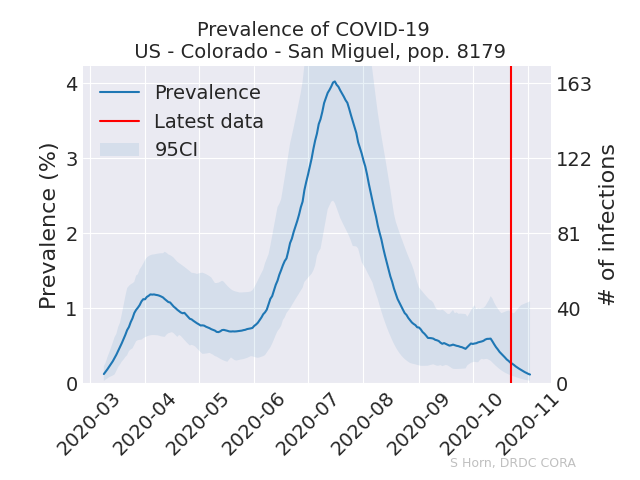 Prevalence of COVID-19
US - Colorado - San Miguel, pop. 8179
Prevalence
Latest data
95CI
Prevalence (%)
4
3
2
1
0
# of infections
163
122
81
40
0
2020-03
2020-04
2020-05
2020-06
2020-07
2020-08
2020-09
2020-10
2020-11
S Horn, DRDC CORA